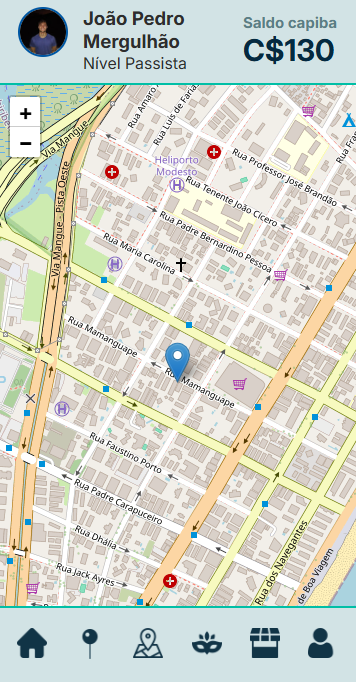 João Pedro
Mergulhão
Nível Passista
Saldo capiba
C$130
+
−
Via Mangue
Rua Amaro
Rua Luís de Faria
Heliporto
Modesto
H
Rua Professor José Brandão
Rua Fra
Rua Tenente João Cícero
Rua Padre Bernardino Pessoa
Via Mangue - Pista Oeste
Rua Maria Carolina
H
Rua Mamanguape
Rua Mamanguape
H
Rua Faustino Porto
Rua Padre Carapuceiro
Rua Dhália
Rua Jack Ayres
Rua dos Navegantes
de Boa Viagem